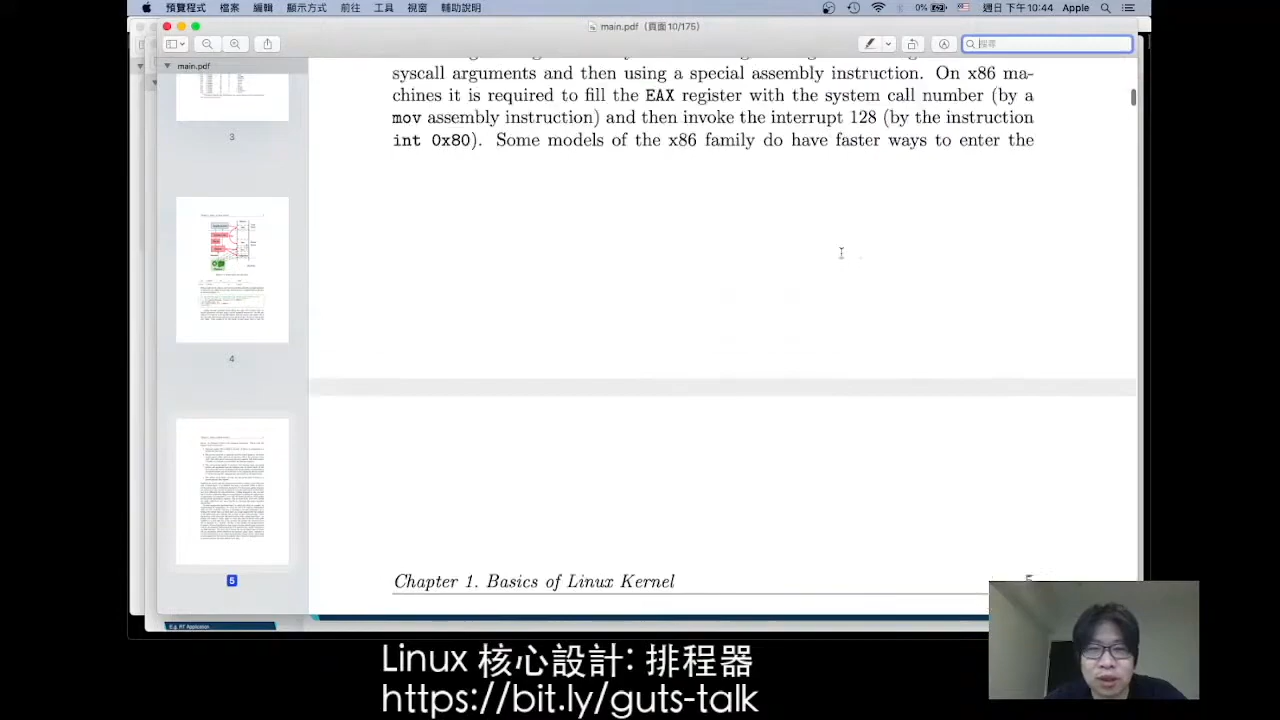 預覽程式 檔案 編輯 顯示方式 前往 工具 視窗 輔助說明 0% 週日下午10:44 Apple
main.pdf (頁面 10/175)
搜尋
main.pdf
syscall arguments and then using a special assembly instruction. On x86 ma-
chines it is required to fill the EAX register with the system call number (by a
mov assembly instruction) and then invoke the interrupt 128 (by the instruction
int 0x80). Some models of the x86 family do have faster ways to enter the
3
4
5
Chapter 1. Basics of Linux Kernel
E.g. RT Application
Linux 核心設計: 排程器
https://bit.ly/guts-talk